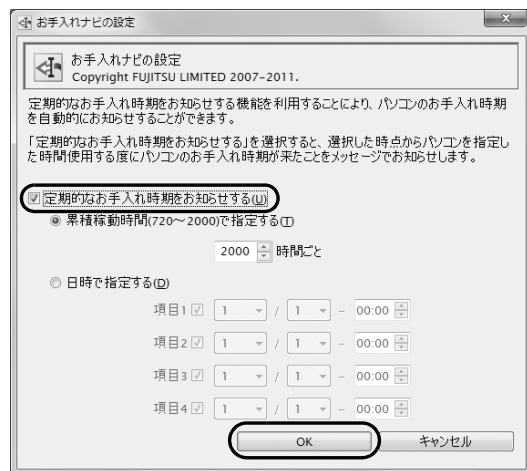 お手入れナビの設定
お手入れナビの設定
Copyright FUJITSU LIMITED 2007-2011.
定期的なお手入れ時期をお知らせする機能を利用することにより、パソコンのお手入れ時期
を自動的にお知らせすることができます。
「定期的なお手入れ時期をお知らせする」を選択すると、選択した時点からパソコンを指定し
た時間使用する度にパソコンのお手入れ時期が来たことをメッセージでお知らせします。
定期的なお手入れ時期をお知らせする(U)
累積稼動時間(720～2000)で指定する(T)
2000 時間ごと
日時で指定する(D)
項目1 1 / 1 - 00:00
項目2 1 / 1 - 00:00
項目3 1 / 1 - 00:00
項目4 1 / 1 - 00:00
OK キャンセル